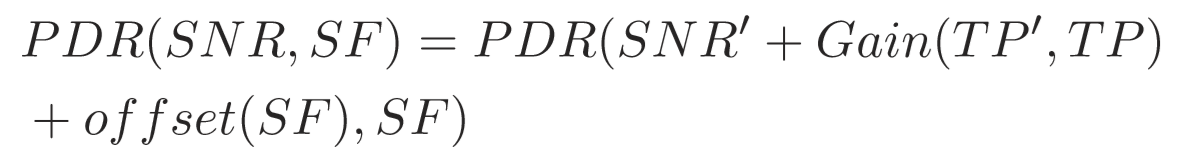 PDR(SNR, SF) = PDR(SNR′ + Gain(TP′, TP)
+ offset(SF), SF)